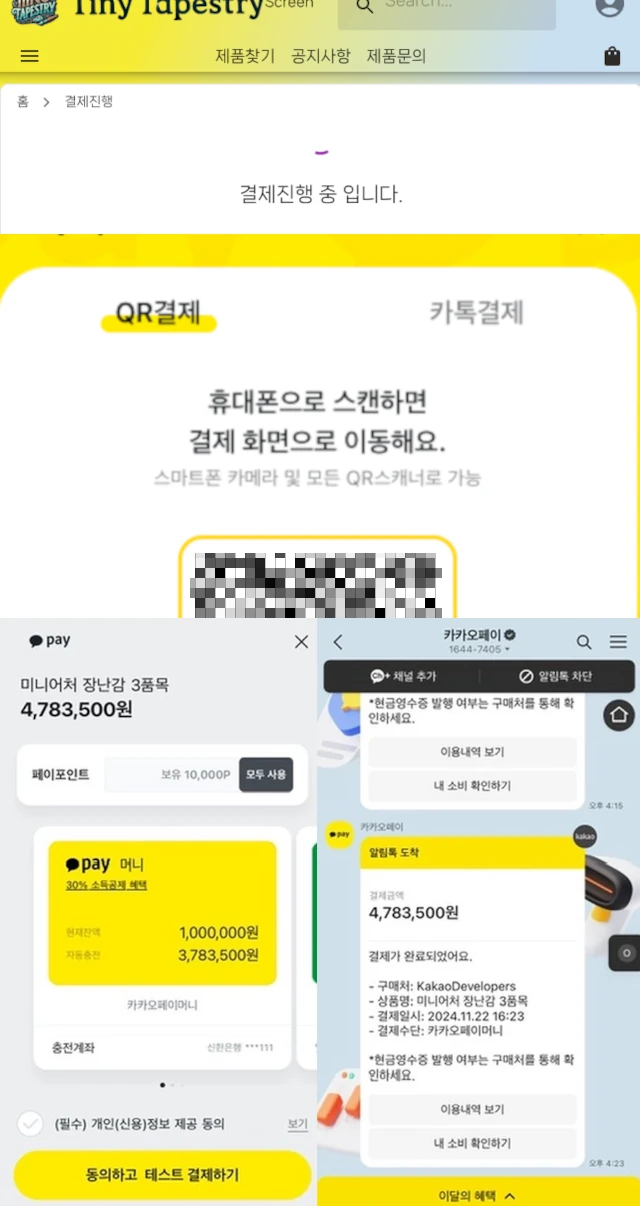 Tiny Tapestry
Screen
Search...
TAPESTRY
제품찾기 공지사항 제품문의
홈 > 결제진행
결제진행 중 입니다.
QR결제
카톡결제
휴대폰으로 스캔하면
결제 화면으로 이동해요.
스마트폰 카메라 및 모든 QR스캐너로 가능
pay
미니어처 장난감 3품목
4,783,500원
페이포인트
보유 10,000P
모두 사용
pay 머니
30% 소득공제 혜택
현재잔액 1,000,000원
자동충전 3,783,500원
카카오페이머니
충전계좌
신한은행 ***111
(필수) 개인(신용)정보 제공 동의
보기
동의하고 테스트 결제하기
카카오페이
1644-7405
Ch+ 채널 추가
알림톡 차단
*현금영수증 발행 여부는 구매처를 통해 확
인하세요.
이용내역 보기
내 소비 확인하기
오후 4:15
pay
카카오페이
kakao
알림톡 도착
결제금액
4,783,500원
결제가 완료되었어요.
- 구매처: KakaoDevelopers
- 상품명: 미니어처 장난감 3품목
- 결제일시: 2024.11.22 16:23
- 결제수단: 카카오페이머니
*현금영수증 발행 여부는 구매처를 통해 확
인하세요.
이용내역 보기
내 소비 확인하기
오후 4:23
이달의 혜택